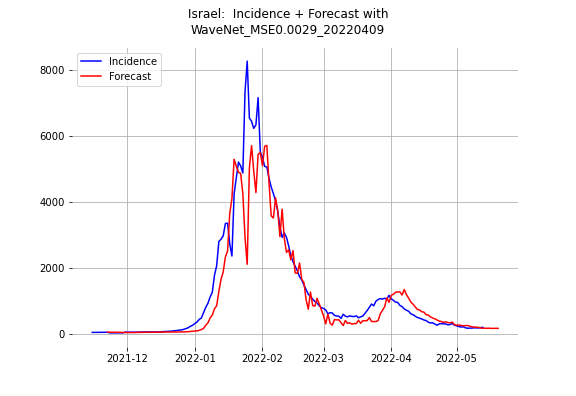 Israel:  Incidence + Forecast with
WaveNet_MSE0.0029_20220409
Incidence
Forecast
8000
6000
4000
2000
0
2021-12 2022-01 2022-02 2022-03 2022-04 2022-05